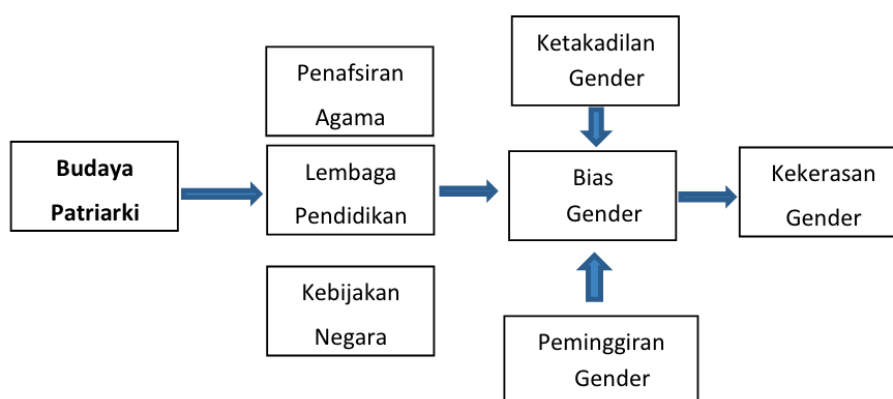 Budaya
Patriarki
Penafsiran
Agama
Lembaga
Pendidikan
Kebijakan
Negara
Ketakadilan
Gender
Bias
Gender
Peminggiran
Gender
Kekerasan
Gender